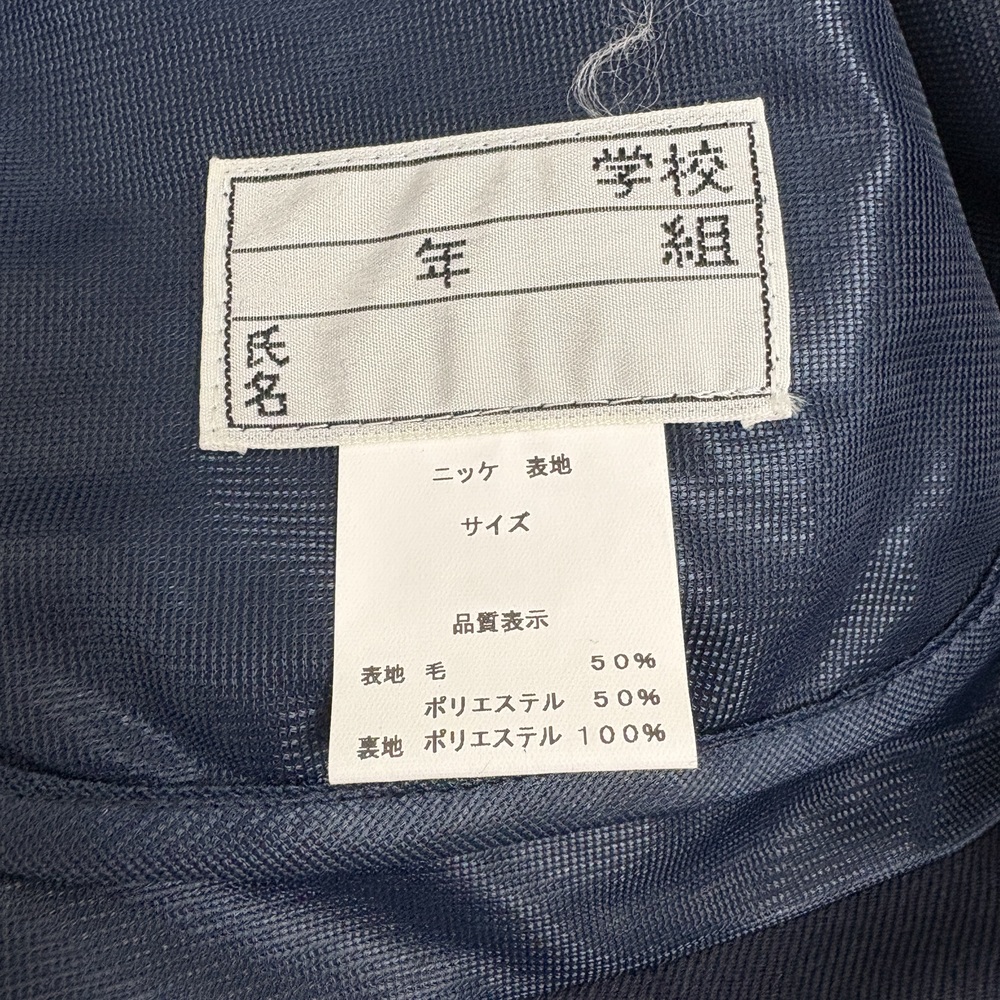 学校
年 組
氏名
ニッケ 表地
サイズ
品質表示
表地 毛 50%
ポリエステル 50%
裏地 ポリエステル 100%